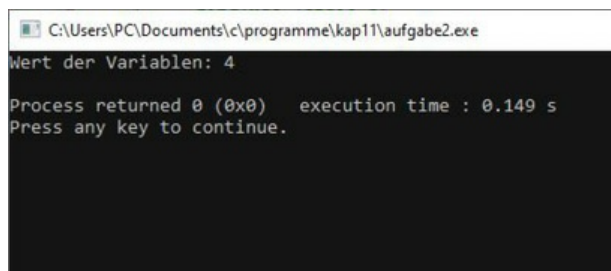 C:\Users\PC\Documents\c\programme\kap11\aufgabe2.exe
Wert der Variablen: 4
Process returned 0 (0x0)   execution time : 0.149 s
Press any key to continue.